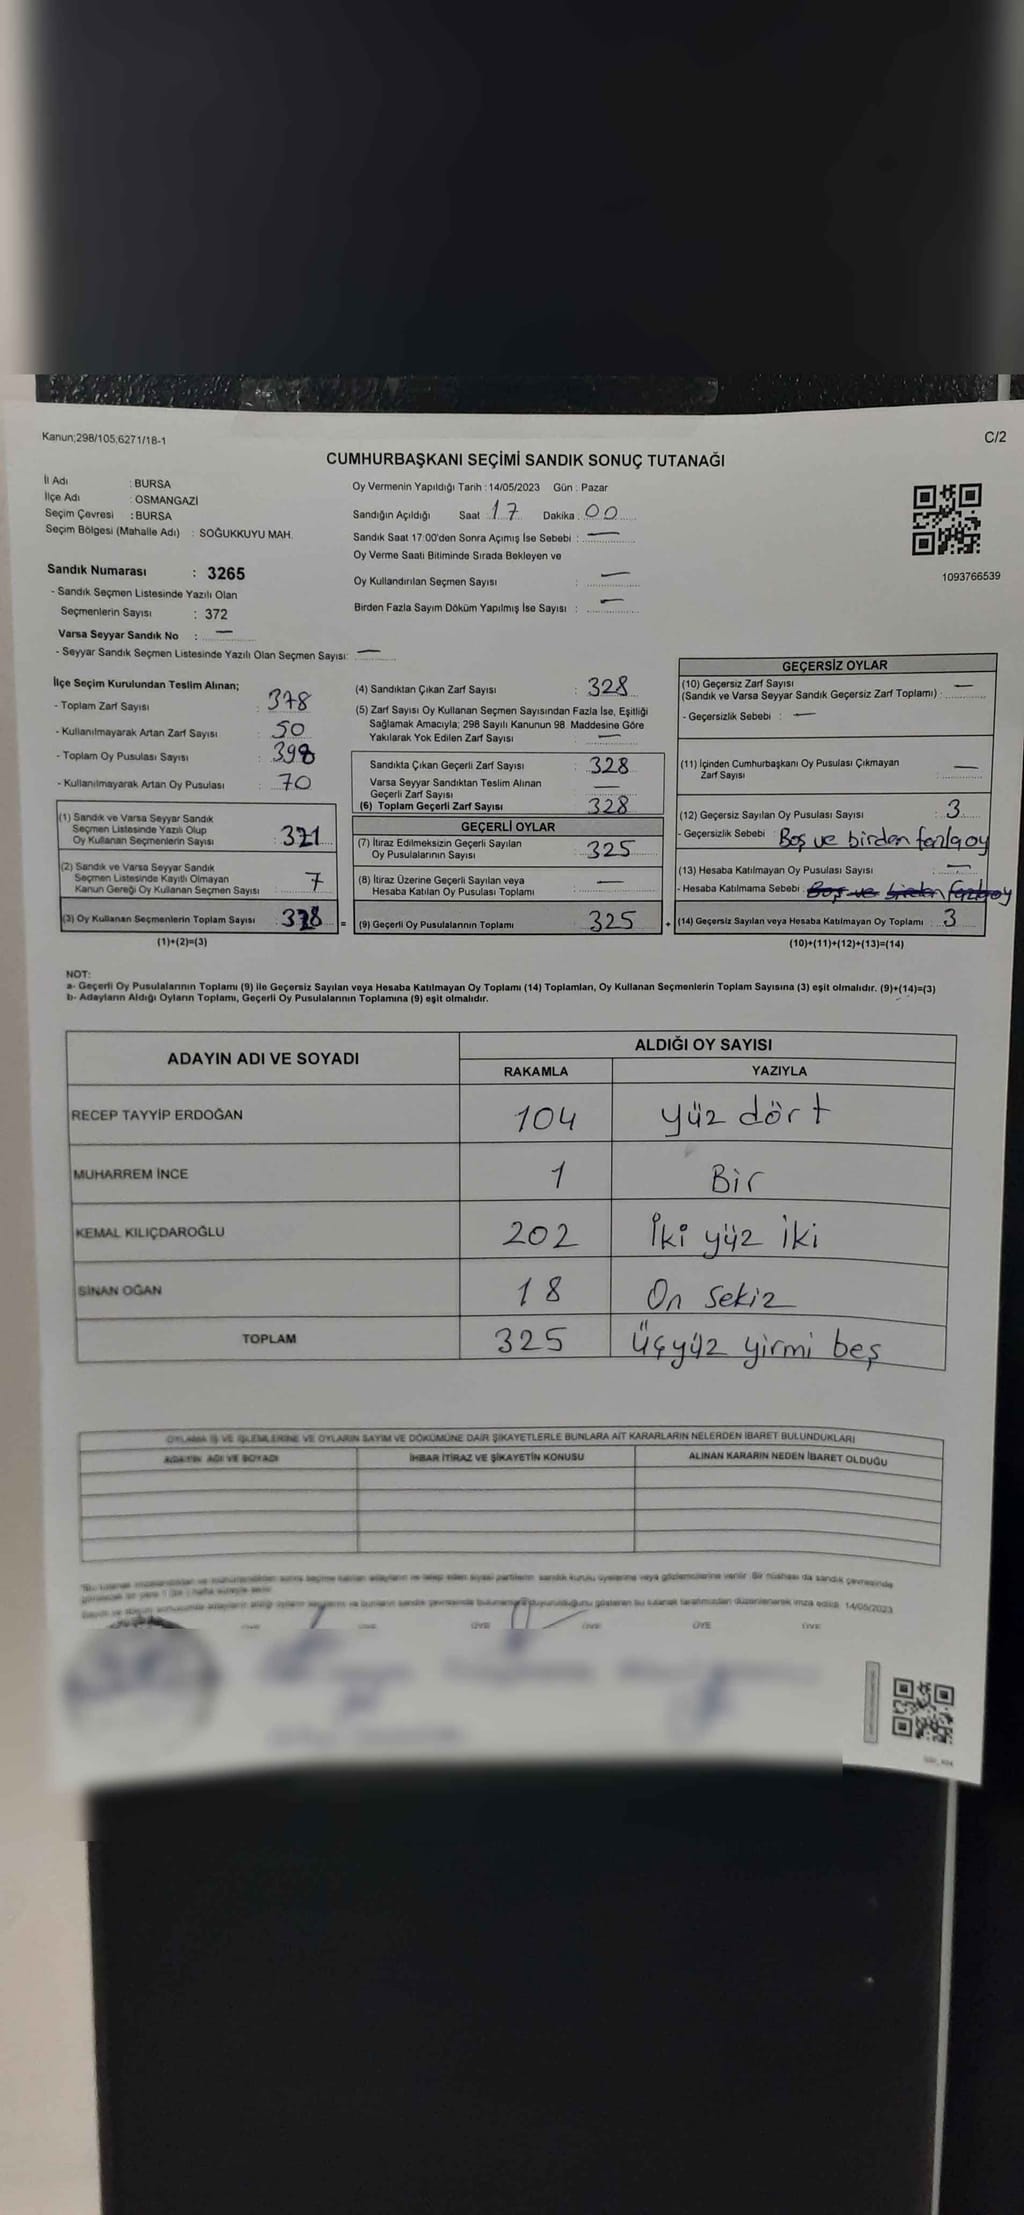 Kanun;298/105,6271/18-1
C/2
CUMHURBAŞKANI SEÇİMİ SANDIK SONUÇ TUTANAĞI
İl Adı : BURSA
İlçe Adı : OSMANGAZİ
Seçim Çevresi : BURSA
Seçim Bölgesi (Mahalle Adı) : SOĞUKKUYU MAH.
Sandık Numarası : 3265
- Sandık Seçmen Listesinde Yazılı Olan
Seçmenlerin Sayısı : 372
Varsa Seyyar Sandık No : —
- Seyyar Sandık Seçmen Listesinde Yazılı Olan Seçmen Sayısı: —
Oy Vermenin Yapıldığı Tarih : 14/05/2023 Gün : Pazar
Sandığın Açıldığı Saat : 17 Dakika : 00
Sandık Saat 17:00'den Sonra Açımış İse Sebebi : —
Oy Verme Saati Bitiminde Sırada Bekleyen ve
Oy Kullandırılan Seçmen Sayısı : —
Birden Fazla Sayım Döküm Yapılmış İse Sayısı : —
1093766539
İlçe Seçim Kurulundan Teslim Alınan;
- Toplam Zarf Sayısı : 378
- Kullanılmayarak Artan Zarf Sayısı : 50
- Toplam Oy Pusulası Sayısı : 398
- Kullanılmayarak Artan Oy Pusulası : 70
(1) Sandık ve Varsa Seyyar Sandık
Seçmen Listesinde Yazılı Olup
Oy Kullanan Seçmenlerin Sayısı : 321
(2) Sandık ve Varsa Seyyar Sandık
Seçmen Listesinde Kayıtlı Olmayan
Kanun Gereği Oy Kullanan Seçmen Sayısı : 7
(3) Oy Kullanan Seçmenlerin Toplam Sayısı : 328 =
(1)+(2)=(3)
(4) Sandıktan Çıkan Zarf Sayısı : 328
(5) Zarf Sayısı Oy Kullanan Seçmen Sayısından Fazla İse, Eşitliği
Sağlamak Amacıyla; 298 Sayılı Kanunun 98. Maddesine Göre
Yakılarak Yok Edilen Zarf Sayısı : —
Sandıkta Çıkan Geçerli Zarf Sayısı : 328
Varsa Seyyar Sandıktan Teslim Alınan
Geçerli Zarf Sayısı : —
(6) Toplam Geçerli Zarf Sayısı : 328
GEÇERLİ OYLAR
(7) İtiraz Edilmeksizin Geçerli Sayılan
Oy Pusulalarının Sayısı : 325
(8) İtiraz Üzerine Geçerli Sayılan veya
Hesaba Katılan Oy Pusulası Toplamı : —
(9) Geçerli Oy Pusulalarının Toplamı : 325 +
GEÇERSİZ OYLAR
(10) Geçersiz Zarf Sayısı
(Sandık ve Varsa Seyyar Sandık Geçersiz Zarf Toplamı) : —
- Geçersizlik Sebebi : —
(11) İçinden Cumhurbaşkanı Oy Pusulası Çıkmayan
Zarf Sayısı : —
(12) Geçersiz Sayılan Oy Pusulası Sayısı : 3
- Geçersizlik Sebebi : Boş ve birden fazla oy
(13) Hesaba Katılmayan Oy Pusulası Sayısı : —
- Hesaba Katılmama Sebebi : Boş ve birden fazla oy
(14) Geçersiz Sayılan veya Hesaba Katılmayan Oy Toplamı : 3
(10)+(11)+(12)+(13)=(14)
NOT:
a- Geçerli Oy Pusulalarının Toplamı (9) ile Geçersiz Sayılan veya Hesaba Katılmayan Oy Toplamı (14) Toplamları, Oy Kullanan Seçmenlerin Toplam Sayısına (3) eşit olmalıdır. (9)+(14)=(3)
b- Adayların Aldığı Oyların Toplamı, Geçerli Oy Pusulalarının Toplamına (9) eşit olmalıdır.
ADAYIN ADI VE SOYADI
ALDIĞI OY SAYISI
RAKAMLA YAZIYLA
RECEP TAYYİP ERDOĞAN 104 yüz dört
MUHARREM İNCE 1 Bir
KEMAL KILIÇDAROĞLU 202 İki yüz iki
SİNAN OĞAN 18 On sekiz
TOPLAM 325 üçyüz yirmi beş
OYLAMA İŞ VE İŞLEMLERİNE VE OYLARIN SAYIM VE DÖKÜMÜNE DAİR ŞİKAYETLERLE BUNLARA AİT KARARLARIN NELERDEN İBARET BULUNDUKLARI
ADAYIN ADI VE SOYADI İHBAR İTİRAZ VE ŞİKAYETİN KONUSU ALINAN KARARIN NEDEN İBARET OLDUĞU
sandık kurulu üyelerine veya gözlemcilerine verilir. Bir nüshası da sandık çevresinde
duyurulduğunu gösteren bu tutanak tarafımızdan düzenlenerek imza edildi. 14/05/2023
ÜYE ÜYE ÜYE ÜYE ÜYE ÜYE